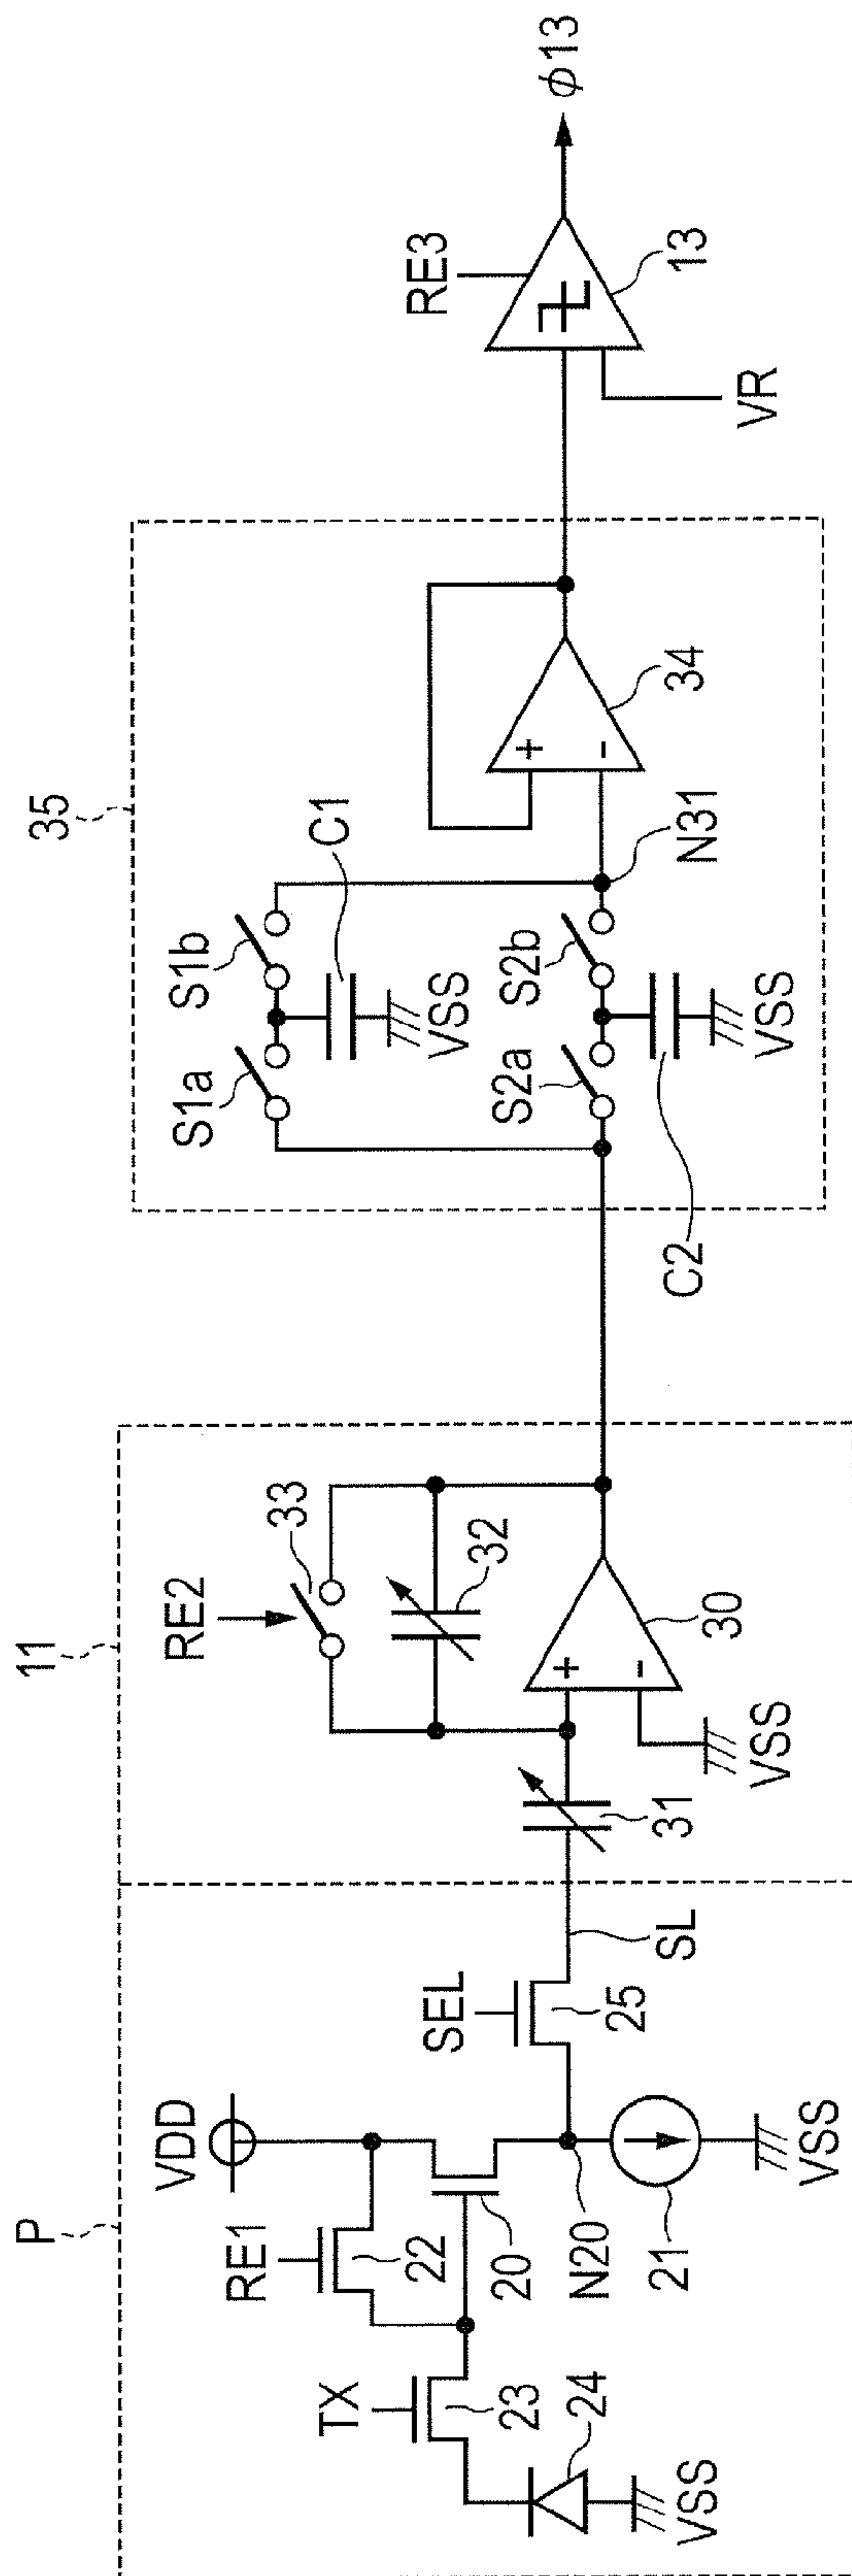 P
VDD
RE1
22
TX
23
24
VSS
20
N20
21
VSS
SEL
25
SL
11
RE2
33
32
31
+
-
30
VSS
35
S1a
S1b
C1
VSS
S2a
S2b
C2
VSS
N31
+
-
34
RE3
13
VR
ϕ13